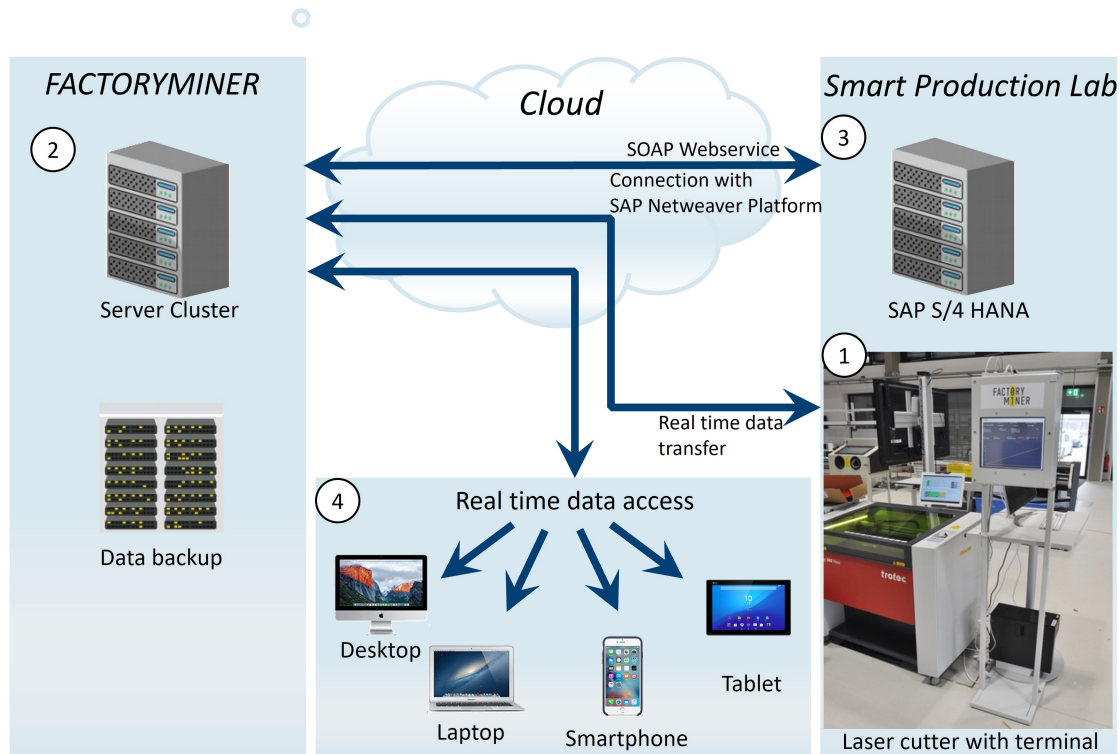 FACTORYMINER
2
Server Cluster
Data backup
Cloud
SOAP Webservice
Connection with
SAP Netweaver Platform
Real time data
transfer
Smart Production Lab
3
SAP S/4 HANA
1
FACTORY
MINER
trotec
Laser cutter with terminal
4
Real time data access
Desktop
Laptop
Smartphone
Tablet